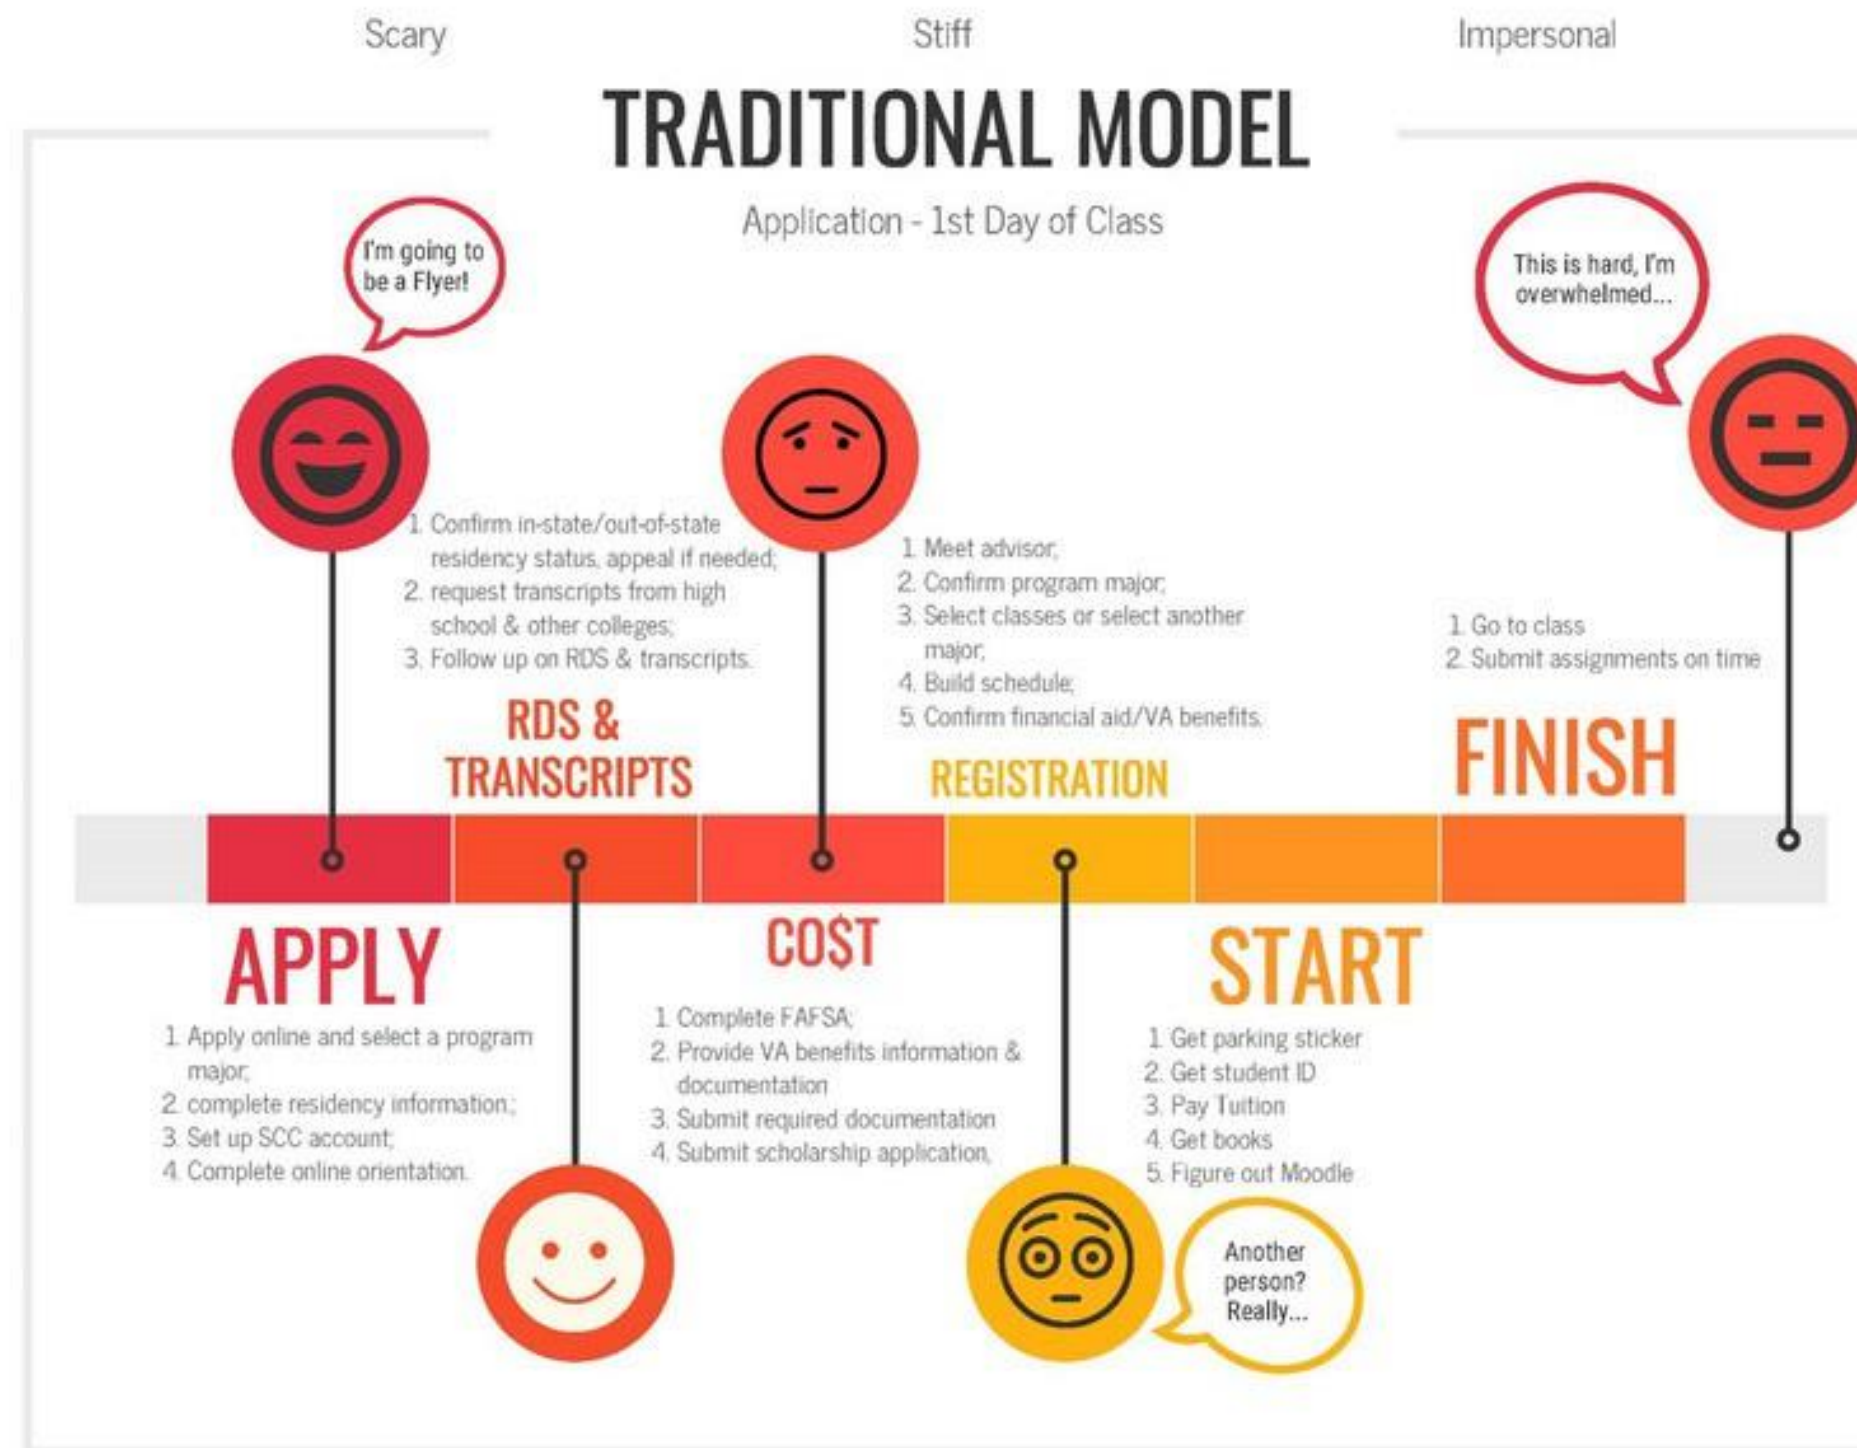 Scary
Stiff
Impersonal
TRADITIONAL MODEL
Application - 1st Day of Class
I'm going to
be a Flyer!
This is hard, I'm
overwhelmed...
1. Confirm in-state/out-of-state
residency status, appeal if needed;
2. request transcripts from high
school & other colleges;
3. Follow up on RDS & transcripts.
RDS &
TRANSCRIPTS
1. Meet advisor;
2. Confirm program major;
3. Select classes or select another
major;
4. Build schedule;
5. Confirm financial aid/VA benefits.
REGISTRATION
1. Go to class
2. Submit assignments on time
FINISH
APPLY
1. Apply online and select a program
major;
2. complete residency information;
3. Set up SCC account;
4. Complete online orientation.
CO$T
1. Complete FAFSA;
2. Provide VA benefits information &
documentation
3. Submit required documentation
4. Submit scholarship application,
START
1. Get parking sticker
2. Get student ID
3. Pay Tuition
4. Get books
5. Figure out Moodle
Another
person?
Really...